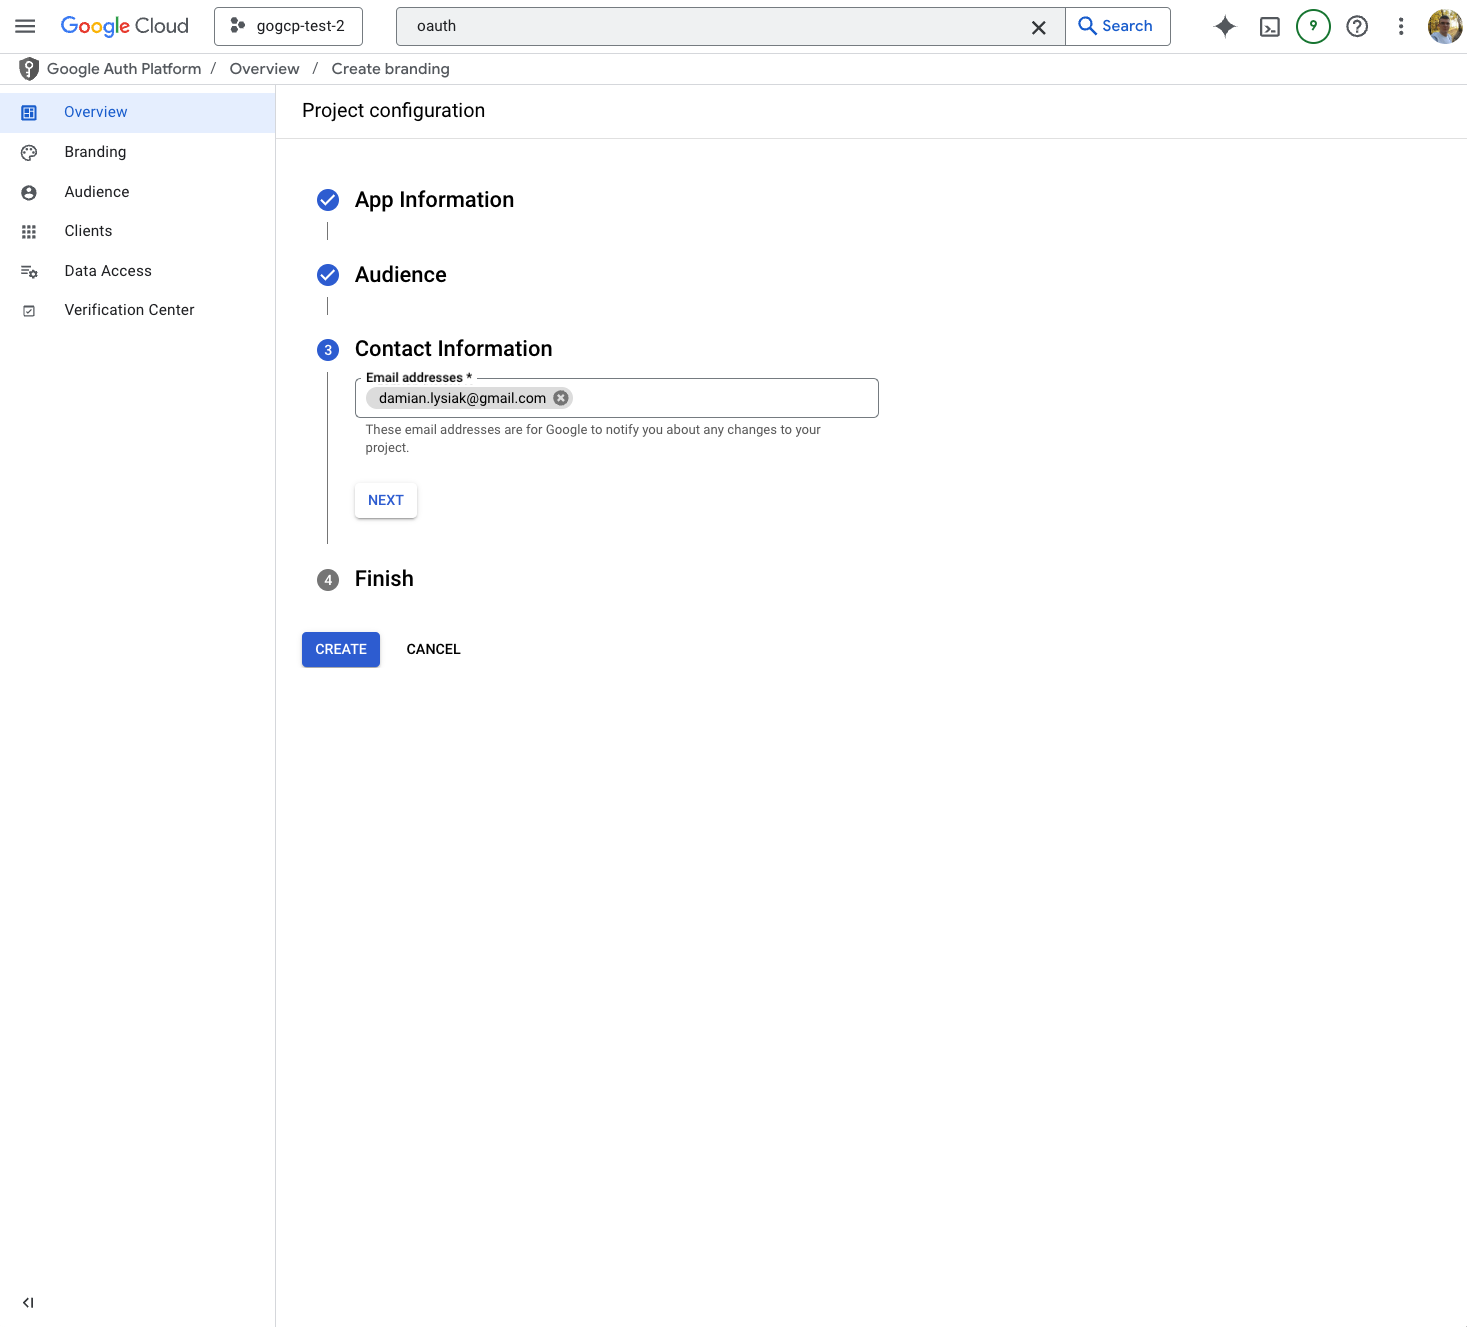 Google Cloud
gogcp-test-2
oauth
Search
9
Google Auth Platform / Overview / Create branding
Overview
Branding
Audience
Clients
Data Access
Verification Center
Project configuration
App Information
Audience
3 Contact Information
Email addresses *
damian.lysiak@gmail.com
These email addresses are for Google to notify you about any changes to your
project.
NEXT
4 Finish
CREATE CANCEL